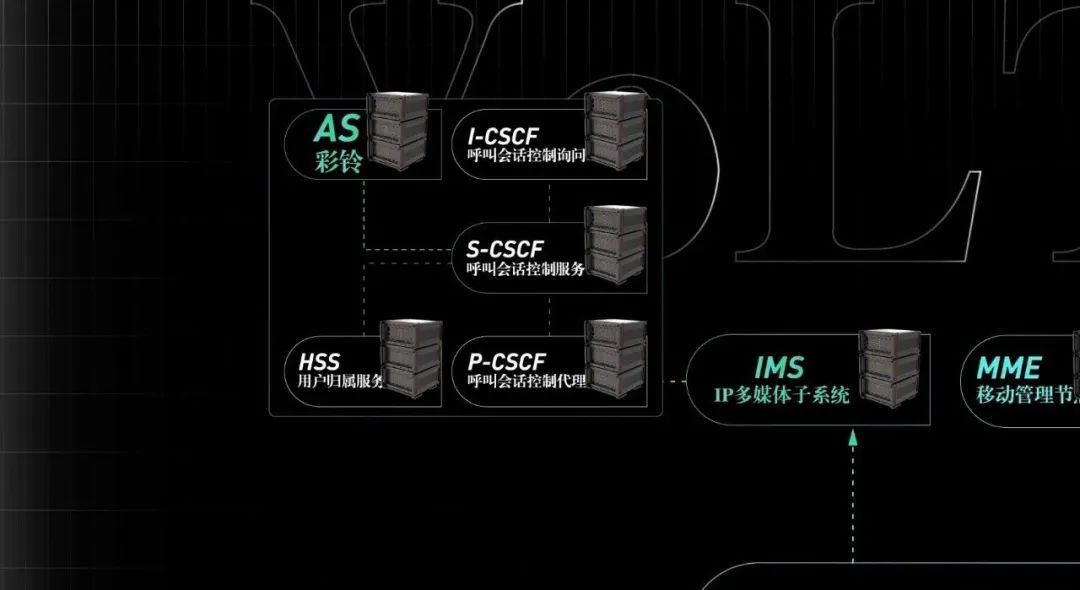 VoLT
AS
彩铃
I-CSCF
呼叫会话控制询问
S-CSCF
呼叫会话控制服务
HSS
用户归属服务
P-CSCF
呼叫会话控制代理
IMS
IP多媒体子系统
MME
移动管理节